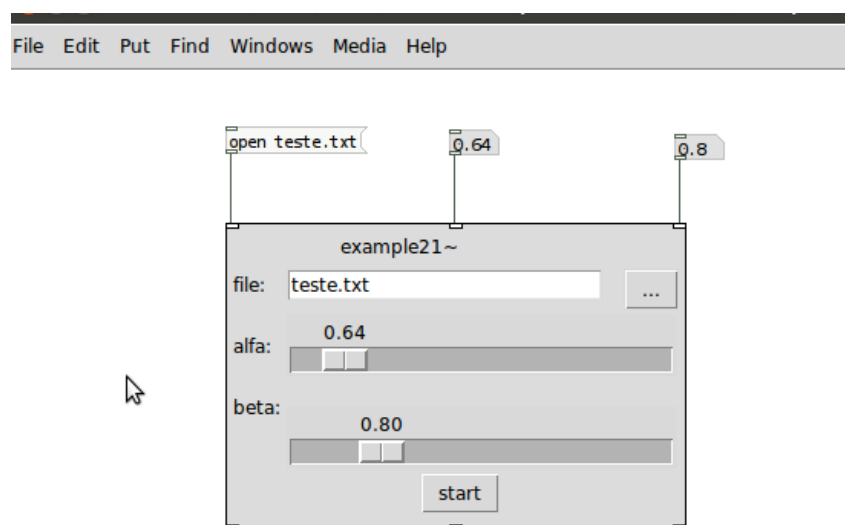 File Edit Put Find Windows Media Help
open teste.txt 0.64 0.8
example21~
file: teste.txt ...
0.64
alfa:
beta:
0.80
start